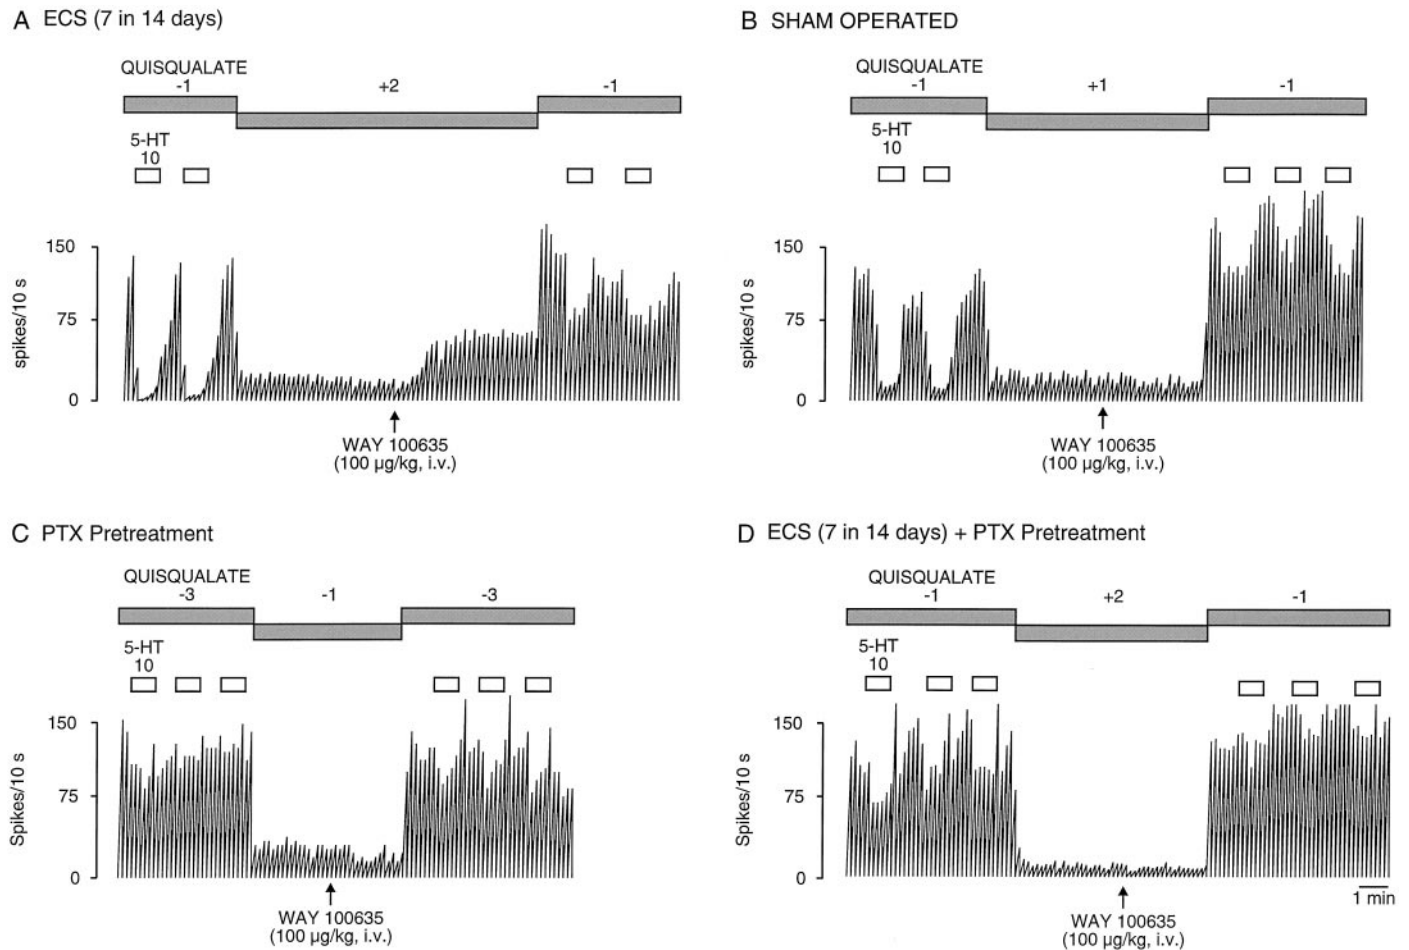 A ECS (7 in 14 days)
QUISQUALATE
-1 +2 -1
5-HT
10
150
75
0
spikes/10 s
WAY 100635
(100 µg/kg, i.v.)
B SHAM OPERATED
QUISQUALATE
-1 +1 -1
5-HT
10
150
75
0
spikes/10 s
WAY 100635
(100 µg/kg, i.v.)
C PTX Pretreatment
QUISQUALATE
-3 -1 -3
5-HT
10
150
75
0
Spikes/10 s
WAY 100635
(100 µg/kg, i.v.)
D ECS (7 in 14 days) + PTX Pretreatment
QUISQUALATE
-1 +2 -1
5-HT
10
150
75
0
Spikes/10 s
1 min
WAY 100635
(100 µg/kg, i.v.)